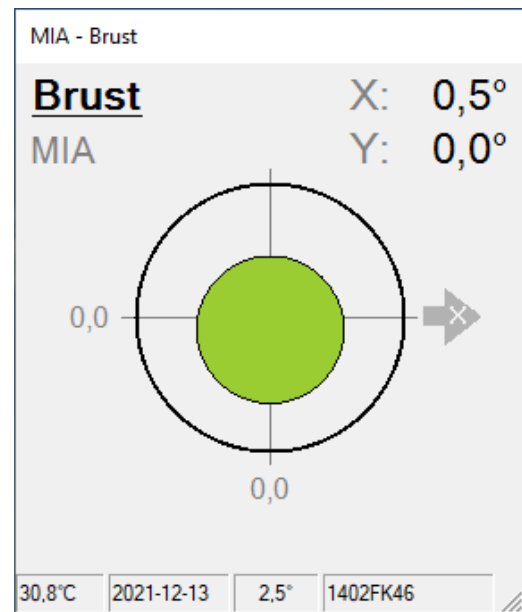 MIA - Brust
Brust X: 0,5°
MIA Y: 0,0°
0,0 X
0,0
30,8°C 2021-12-13 2,5° 1402FK46